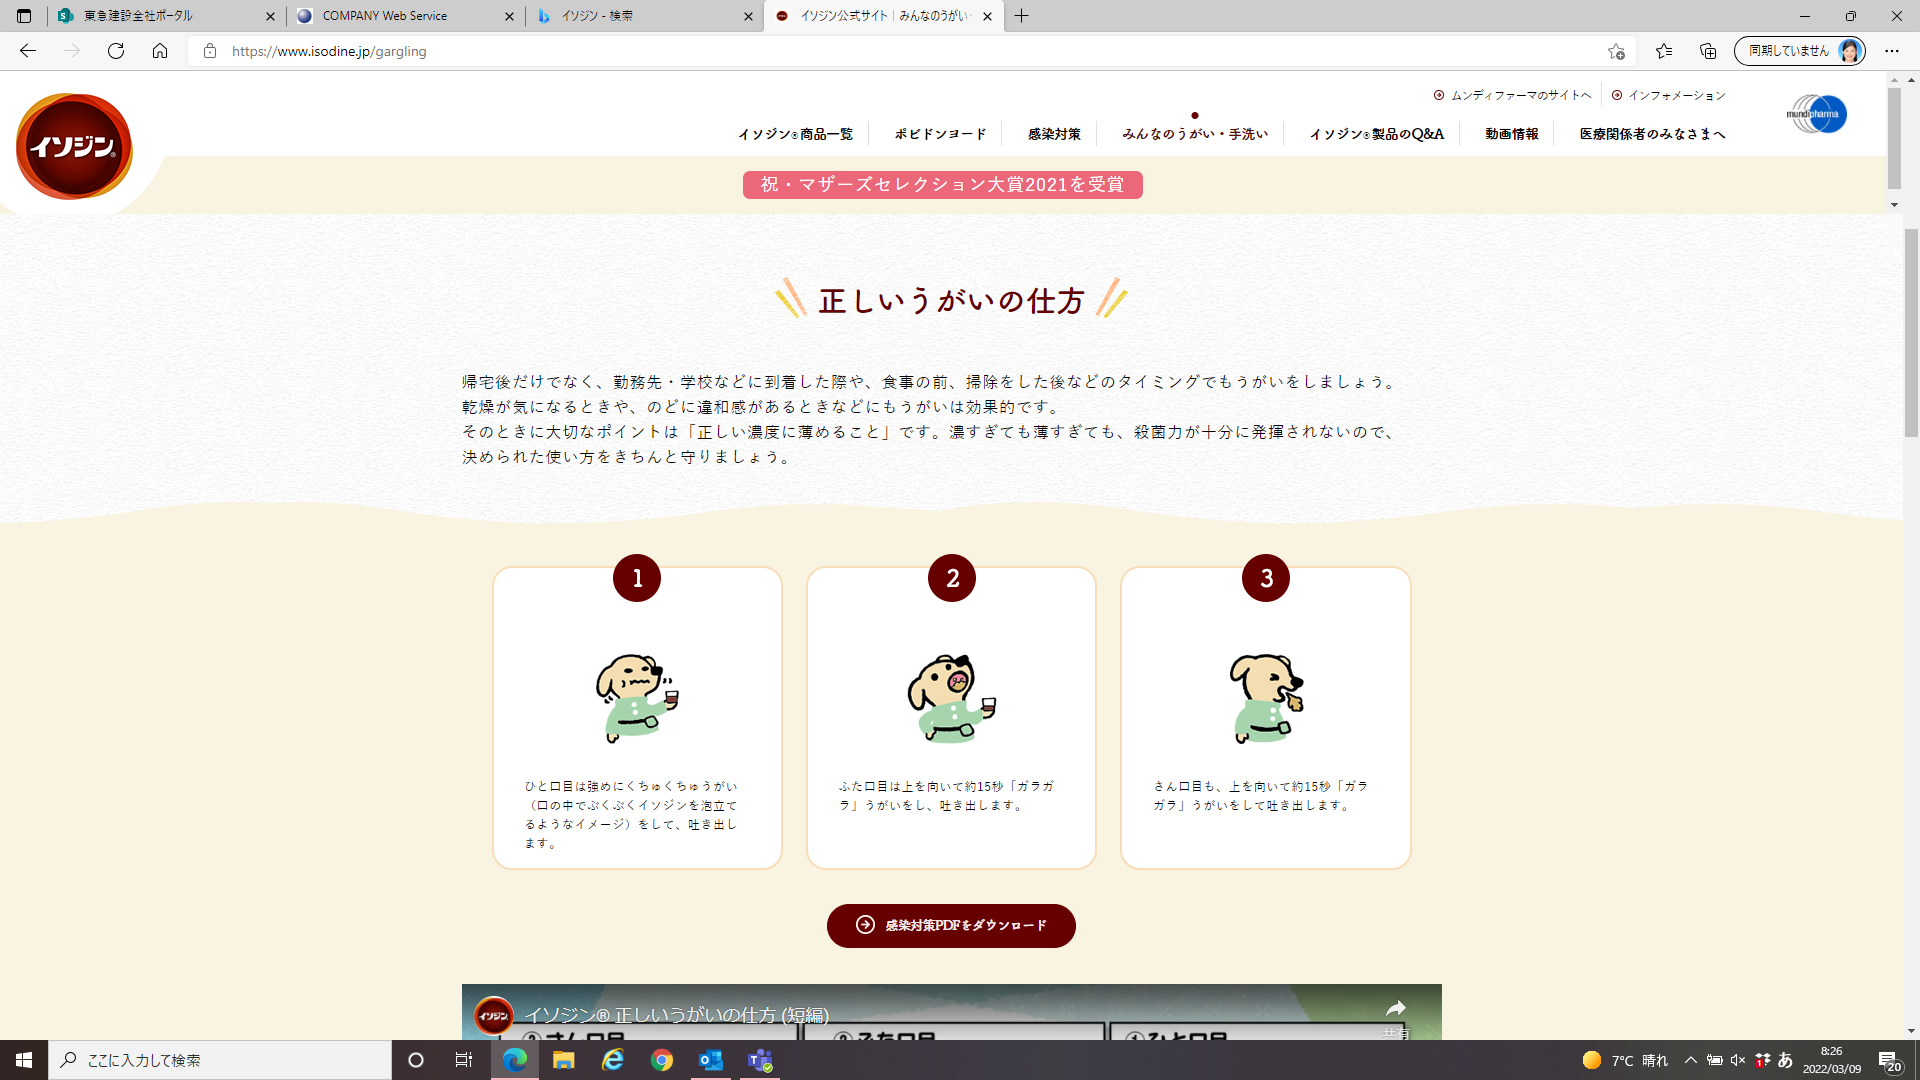 東急建設全社ポータル
COMPANY Web Service
イソジン - 検索
イソジン公式サイト｜みんなのうがい・
https://www.isodine.jp/gargling
同期していません
ムンディファーマのサイトへ
インフォメーション
イソジン®
mundipharma
イソジン®商品一覧
ポビドンヨード
感染対策
みんなのうがい・手洗い
イソジン®製品のQ&A
動画情報
医療関係者のみなさまへ
祝・マザーズセレクション大賞2021を受賞
正しいうがいの仕方
帰宅後だけでなく、勤務先・学校などに到着した際や、食事の前、掃除をした後などのタイミングでもうがいをしましょう。
乾燥が気になるときや、のどに違和感があるときなどにもうがいは効果的です。
そのときに大切なポイントは「正しい濃度に薄めること」です。濃すぎても薄すぎても、殺菌力が十分に発揮されないので、
決められた使い方をきちんと守りましょう。
1
ひと口目は強めにくちゅくちゅうがい
（口の中でぶくぶくイソジンを泡立て
るようなイメージ）をして、吐き出し
ます。
2
ふた口目は上を向いて約15秒「ガラガ
ラ」うがいをし、吐き出します。
3
さん口目も、上を向いて約15秒「ガラ
ガラ」うがいをして吐き出します。
感染対策PDFをダウンロード
イソジン
イソジン® 正しいうがいの仕方 (短編)
共有
③さん口目
②ふた口目
①ひと口目
ここに入力して検索
7°C 晴れ
あ
8:26
2022/03/09
20